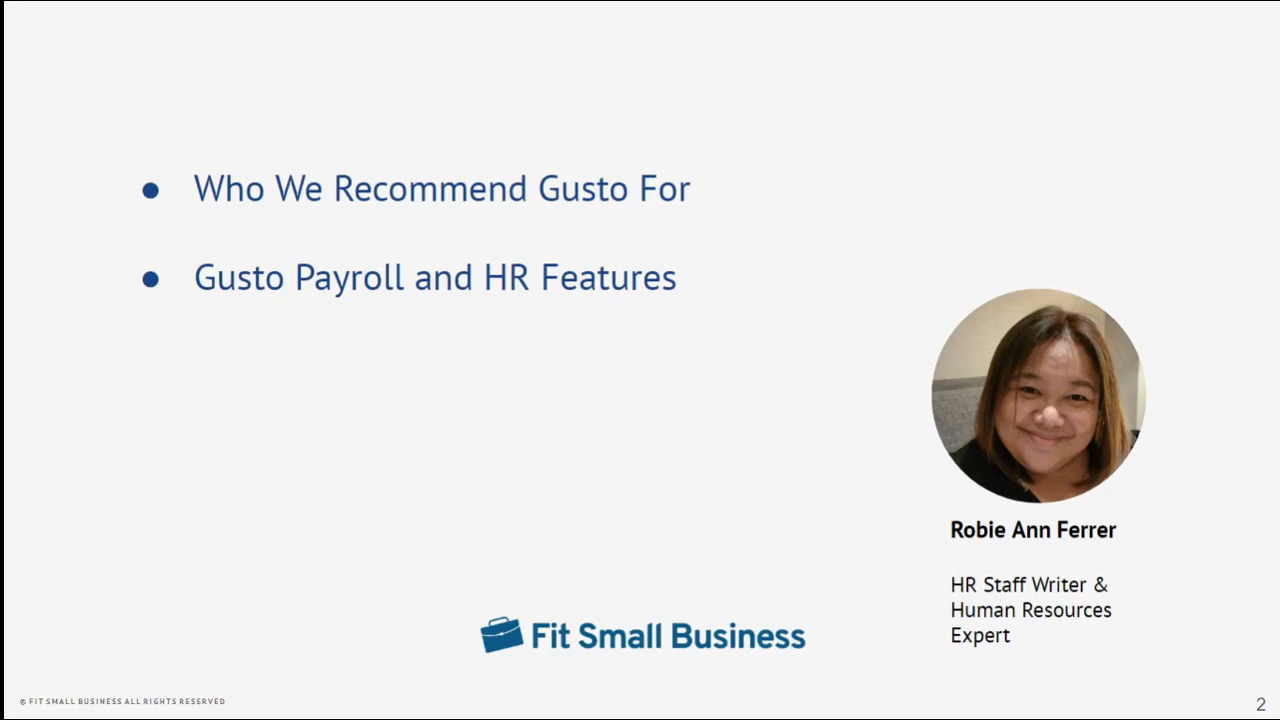 ● Who We Recommend Gusto For
● Gusto Payroll and HR Features
Robie Ann Ferrer
HR Staff Writer &
Human Resources
Expert
Fit Small Business
© FIT SMALL BUSINESS ALL RIGHTS RESERVED
2